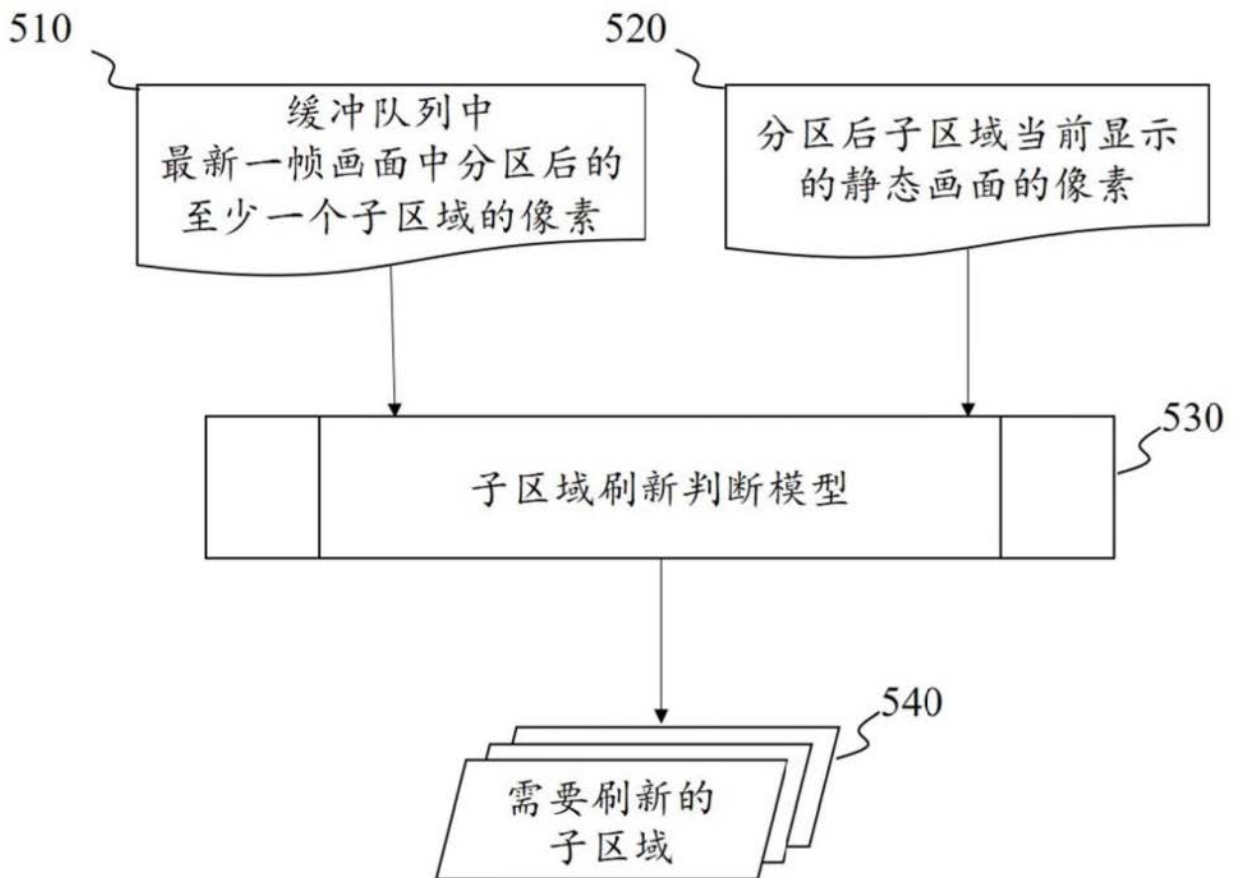 510
520
缓冲队列中
最新一帧画面中分区后的
至少一个子区域的像素
分区后子区域当前显示
的静态画面的像素
530
子区域刷新判断模型
540
需要刷新的
子区域